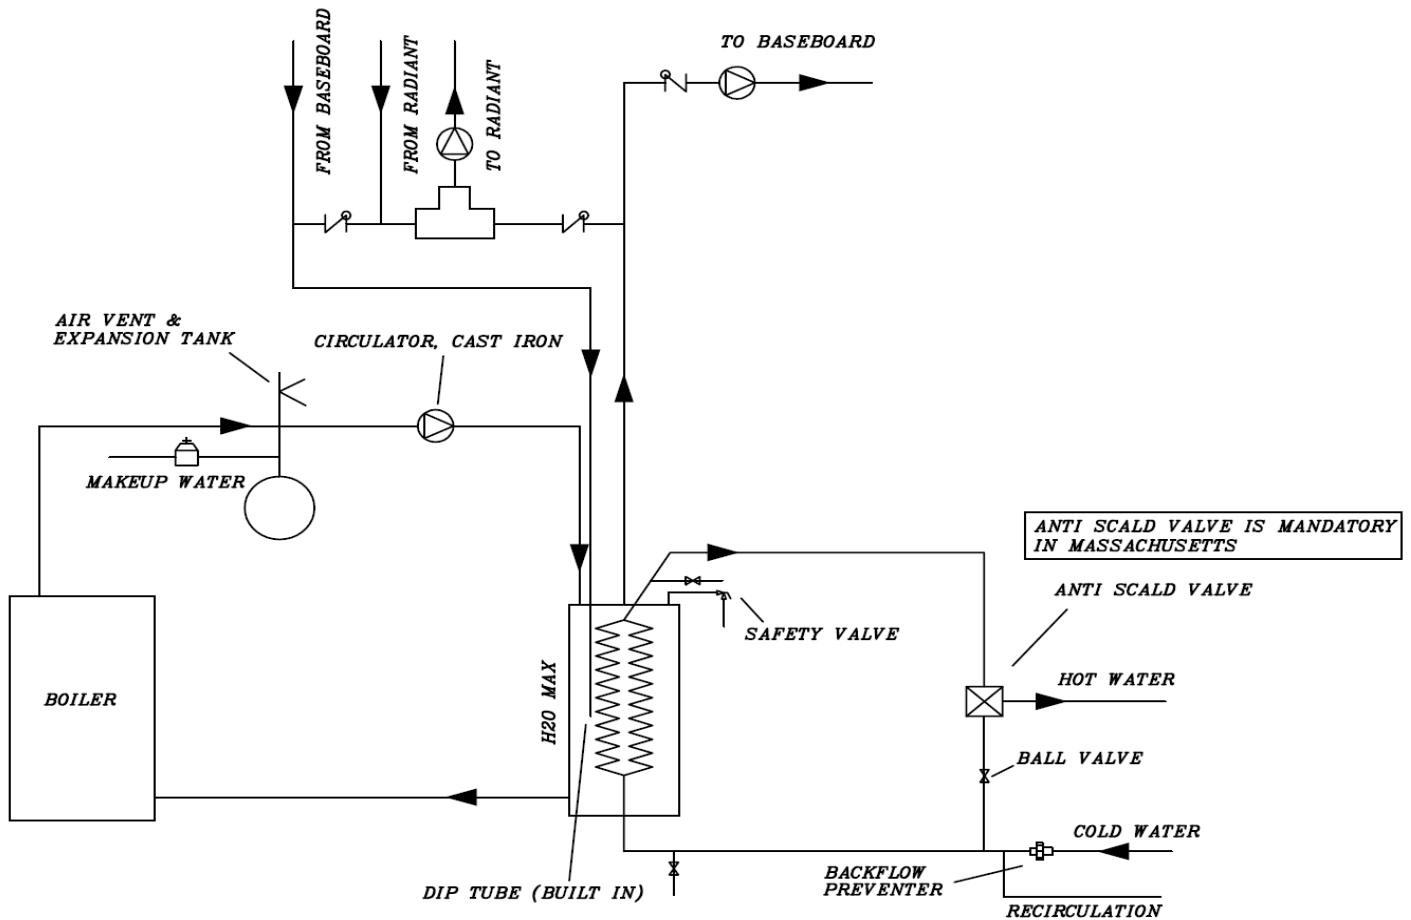 FROM BASEBOARD
FROM RADIANT
TO RADIANT
TO BASEBOARD
AIR VENT &
EXPANSION TANK
CIRCULATOR, CAST IRON
MAKEUP WATER
ANTI SCALD VALVE IS MANDATORY
IN MASSACHUSETTS
ANTI SCALD VALVE
SAFETY VALVE
HOT WATER
BOILER
H2O MAX
BALL VALVE
COLD WATER
BACKFLOW
PREVENTER
DIP TUBE (BUILT IN)
RECIRCULATION